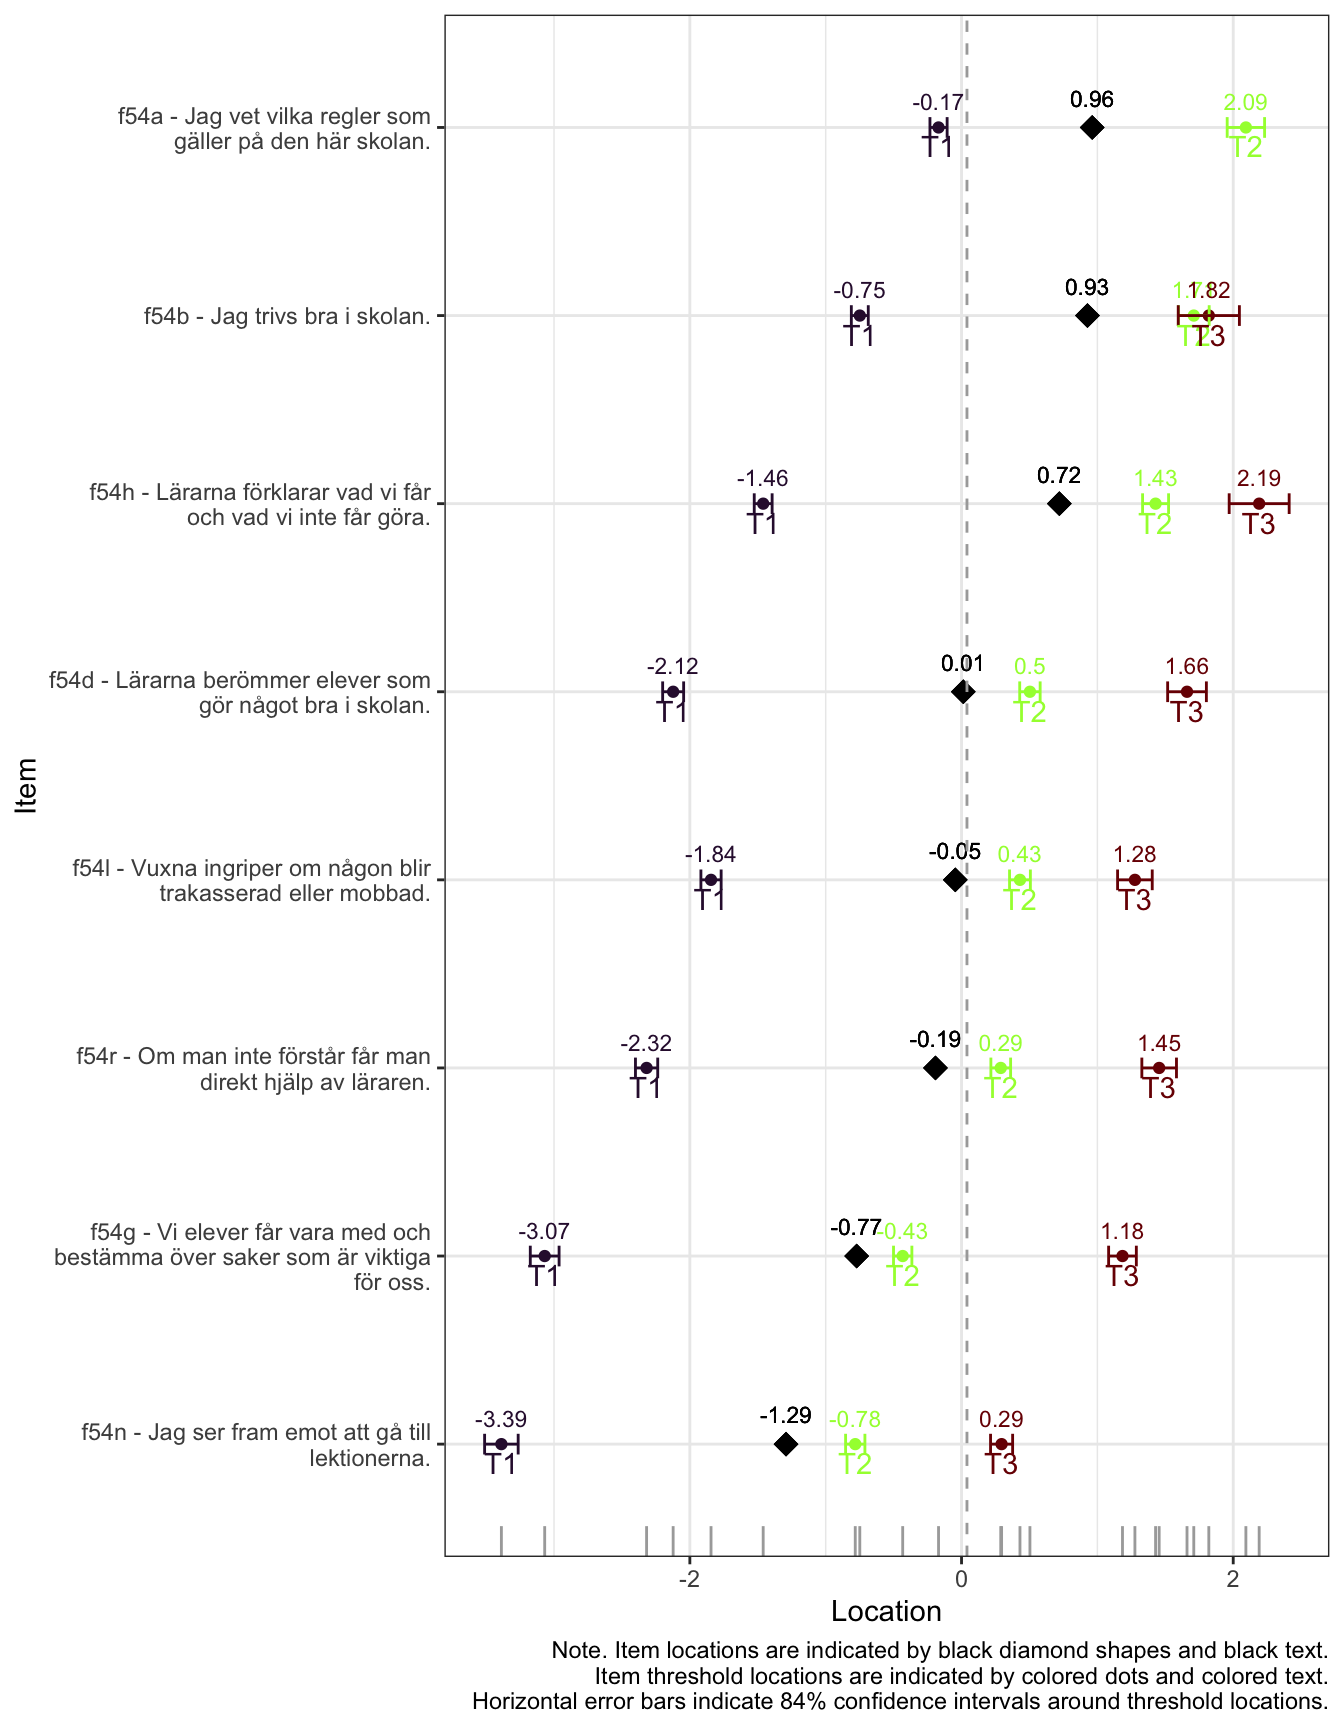 f54a - Jag vet vilka regler som
gäller på den här skolan.
-0.17
0.96
2.09
T1
T2
f54b - Jag trivs bra i skolan.
-0.75
0.93
1.82
T1
T2
T3
f54h - Lärarna förklarar vad vi får
och vad vi inte får göra.
-1.46
0.72
1.43
2.19
T1
T2
T3
f54d - Lärarna berömmer elever som
gör något bra i skolan.
-2.12
0.01
0.5
1.66
T1
T2
T3
f54l - Vuxna ingriper om någon blir
trakasserad eller mobbad.
-1.84
-0.05
0.43
1.28
T1
T2
T3
f54r - Om man inte förstår får man
direkt hjälp av läraren.
-2.32
-0.19
0.29
1.45
T1
T2
T3
f54g - Vi elever får vara med och
bestämma över saker som är viktiga
för oss.
-3.07
-0.77
-0.43
1.18
T1
T2
T3
f54n - Jag ser fram emot att gå till
lektionerna.
-3.39
-1.29
-0.78
0.29
T1
T2
T3
Item
-2
0
2
Location
Note. Item locations are indicated by black diamond shapes and black text.
Item threshold locations are indicated by colored dots and colored text.
Horizontal error bars indicate 84% confidence intervals around threshold locations.